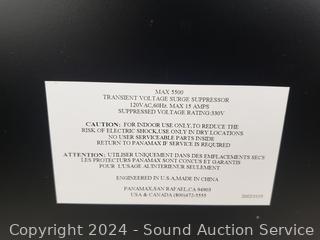 MAX 5500
TRANSIENT VOLTAGE SURGE SUPPRESSOR
120VAC,60Hz. MAX 15 AMPS
SUPPRESSED VOLTAGE RATING:330V
CAUTION: FOR INDOOR USE ONLY,TO REDUCE THE
RISK OF ELECTRIC SHOCK,USE ONLY IN DRY LOCATIONS
NO USER SERVICEABLE PARTS INSIDE
RETURN TO PANAMAX IF SERVICE IS REQUIRED
ATTENTION: UTILISER UNIQUEMENT DANS DES EMPLACEMENTS SECS
LES PROTECTEURS PANAMAX SONT CONCUS ET GARANTIS
POUR L'USAGE AL'INTERIEUR SEULEMENT
ENGINEERED IN U.S.A,MADE IN CHINA
PANAMAX,SAN RAFAEL,CA 94903
USA & CANADA (800)472-5555
Copyright 2024 - Sound Auction Service